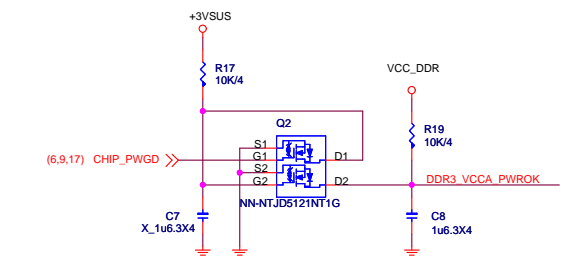 +3VSUS
R17
10K/4
VCC_DDR
Q2
R19
10K/4
S1
(6,9,17) CHIP_PWGD
G1
D1
S2
G2
D2
DDR3_VCCA_PWROK
NN-NTJD5121NT1G
C7
X_1u6.3X4
C8
1u6.3X4